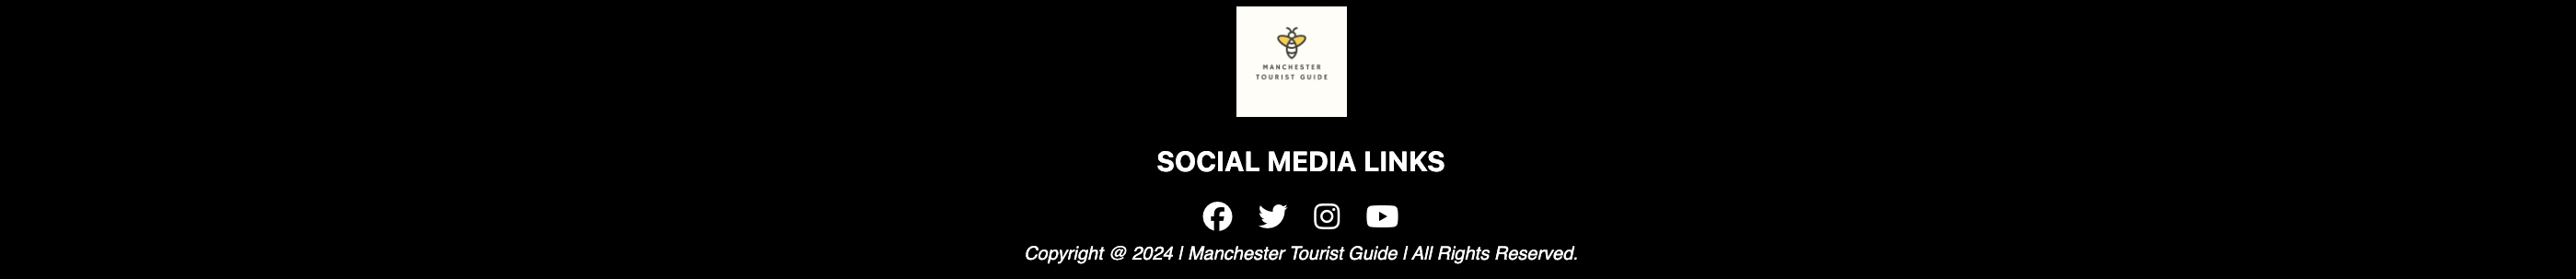 MANCHESTER
TOURIST GUIDE
SOCIAL MEDIA LINKS
Copyright @ 2024 | Manchester Tourist Guide | All Rights Reserved.